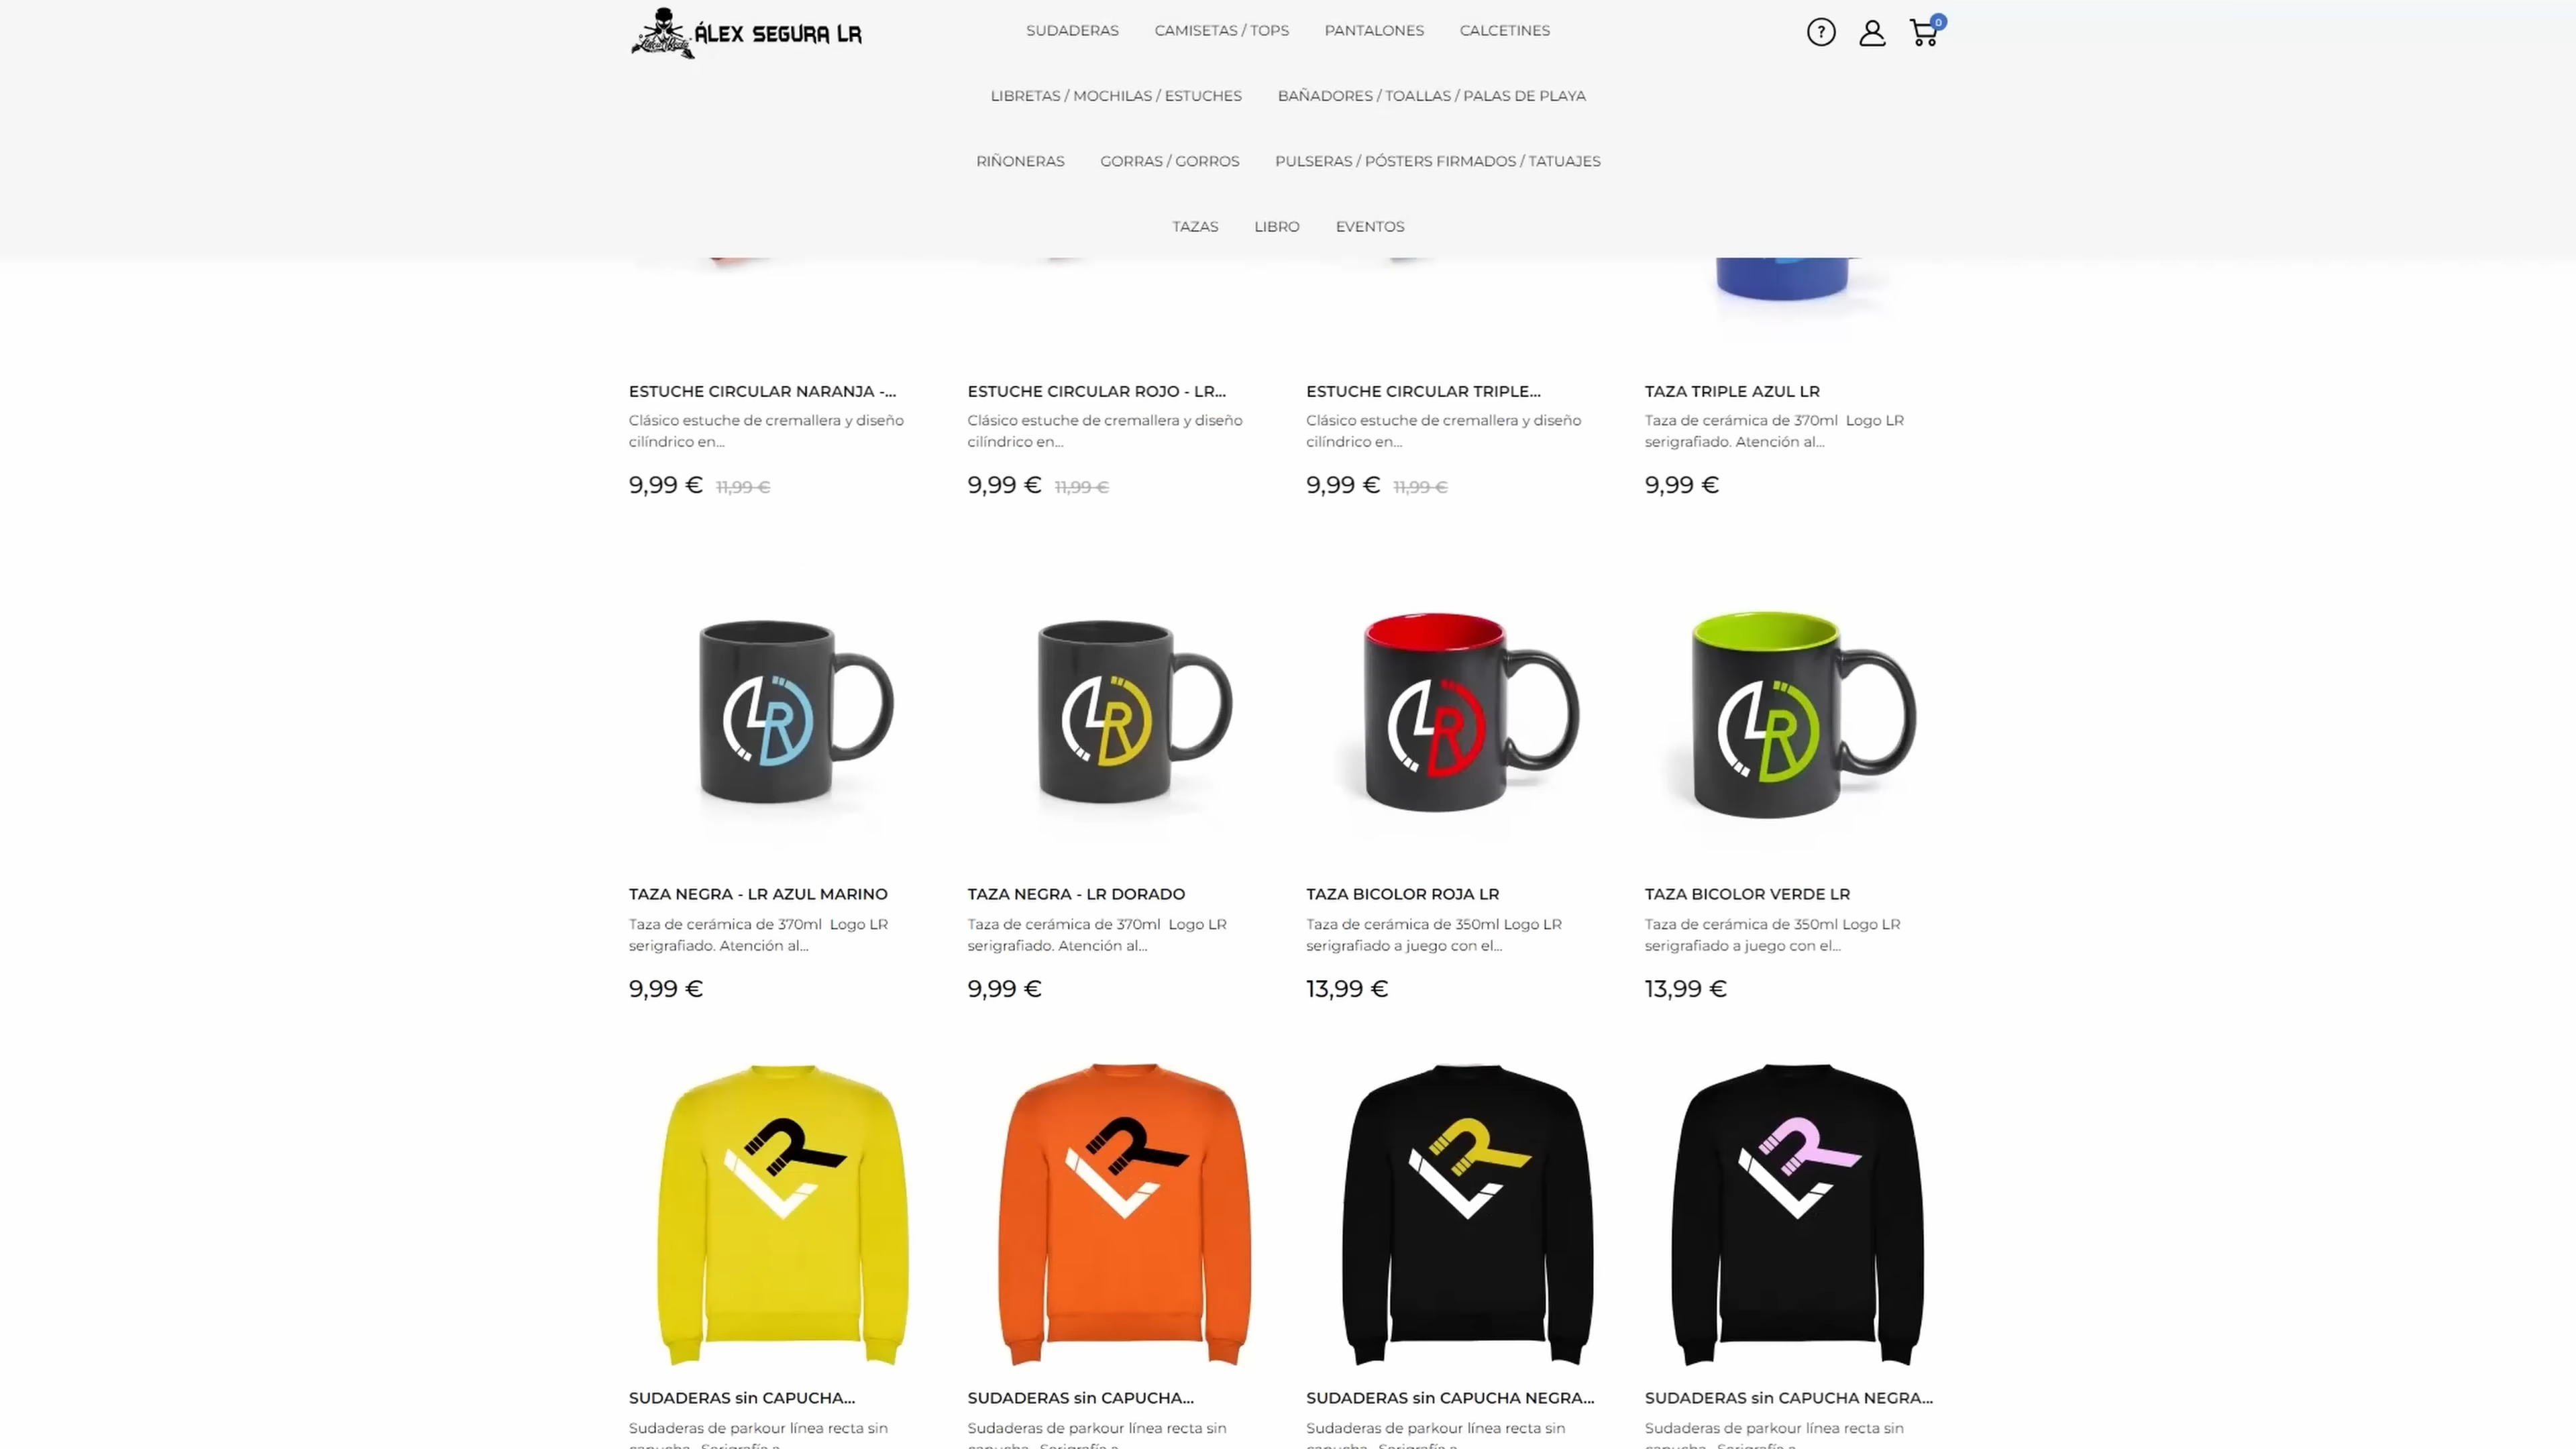 ÁLEX SEGURA LR
SUDADERAS CAMISETAS / TOPS PANTALONES CALCETINES
0
LIBRETAS / MOCHILAS / ESTUCHES BAÑADORES / TOALLAS / PALAS DE PLAYA
RIÑONERAS GORRAS / GORROS PULSERAS / PÓSTERS FIRMADOS / TATUAJES
TAZAS LIBRO EVENTOS
ESTUCHE CIRCULAR NARANJA -...
Clásico estuche de cremallera y diseño
cilíndrico en...
9,99 € 11,99 €
ESTUCHE CIRCULAR ROJO - LR...
Clásico estuche de cremallera y diseño
cilíndrico en...
9,99 € 11,99 €
ESTUCHE CIRCULAR TRIPLE...
Clásico estuche de cremallera y diseño
cilíndrico en...
9,99 € 11,99 €
TAZA TRIPLE AZUL LR
Taza de cerámica de 370ml Logo LR
serigrafiado. Atención al...
9,99 €
LR
LR
LR
LR
TAZA NEGRA - LR AZUL MARINO
Taza de cerámica de 370ml Logo LR
serigrafiado. Atención al...
9,99 €
TAZA NEGRA - LR DORADO
Taza de cerámica de 370ml Logo LR
serigrafiado. Atención al...
9,99 €
TAZA BICOLOR ROJA LR
Taza de cerámica de 350ml Logo LR
serigrafiado a juego con el...
13,99 €
TAZA BICOLOR VERDE LR
Taza de cerámica de 350ml Logo LR
serigrafiado a juego con el...
13,99 €
LR
LR
LR
LR
SUDADERAS sin CAPUCHA...
Sudaderas de parkour línea recta sin
SUDADERAS sin CAPUCHA...
Sudaderas de parkour línea recta sin
SUDADERAS sin CAPUCHA NEGRA...
Sudaderas de parkour línea recta sin
SUDADERAS sin CAPUCHA NEGRA...
Sudaderas de parkour línea recta sin